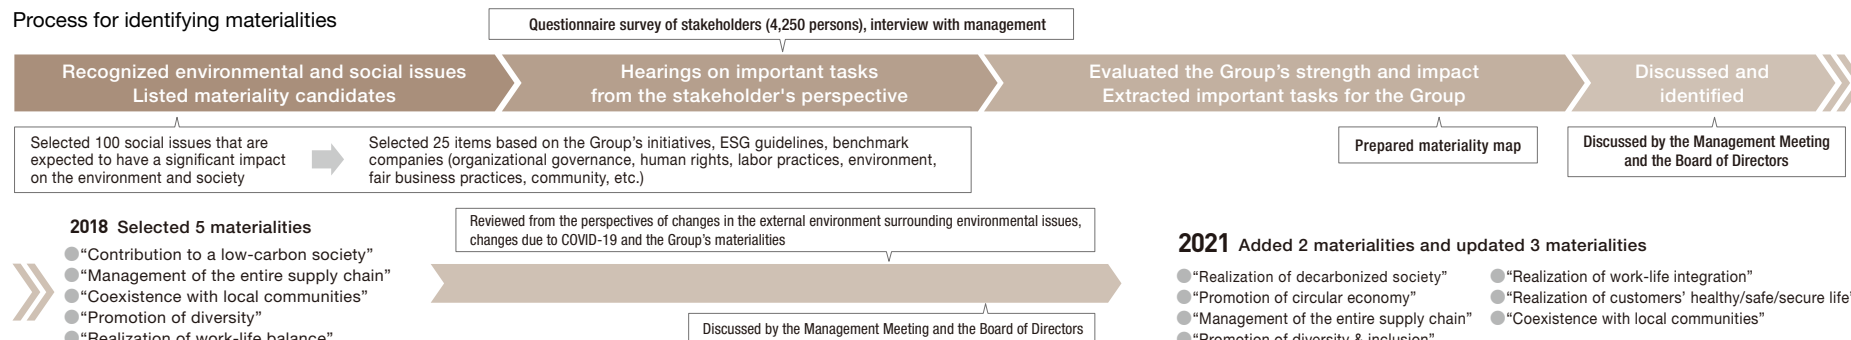 Process for identifying materialities
Questionnaire survey of stakeholders (4,250 persons), interview with management
Recognized environmental and social issues
Listed materiality candidates
Hearings on important tasks
from the stakeholder's perspective
Evaluated the Group's strength and impact
Extracted important tasks for the Group
Discussed and
identified
Selected 100 social issues that are
expected to have a significant impact
on the environment and society
Selected 25 items based on the Group's initiatives, ESG guidelines, benchmark
companies (organizational governance, human rights, labor practices, environment,
fair business practices, community, etc.)
Prepared materiality map
Discussed by the Management Meeting
and the Board of Directors
2018 Selected 5 materialities
“Contribution to a low-carbon society”
“Management of the entire supply chain”
“Coexistence with local communities”
“Promotion of diversity”
“Realization of work-life balance”
Reviewed from the perspectives of changes in the external environment surrounding environmental issues,
changes due to COVID-19 and the Group's materialities
Discussed by the Management Meeting and the Board of Directors
2021 Added 2 materialities and updated 3 materialities
“Realization of decarbonized society”
“Promotion of circular economy”
“Management of the entire supply chain”
“Promotion of diversity & inclusion”
“Realization of work-life integration”
“Realization of customers' healthy/safe/secure life”
“Coexistence with local communities”